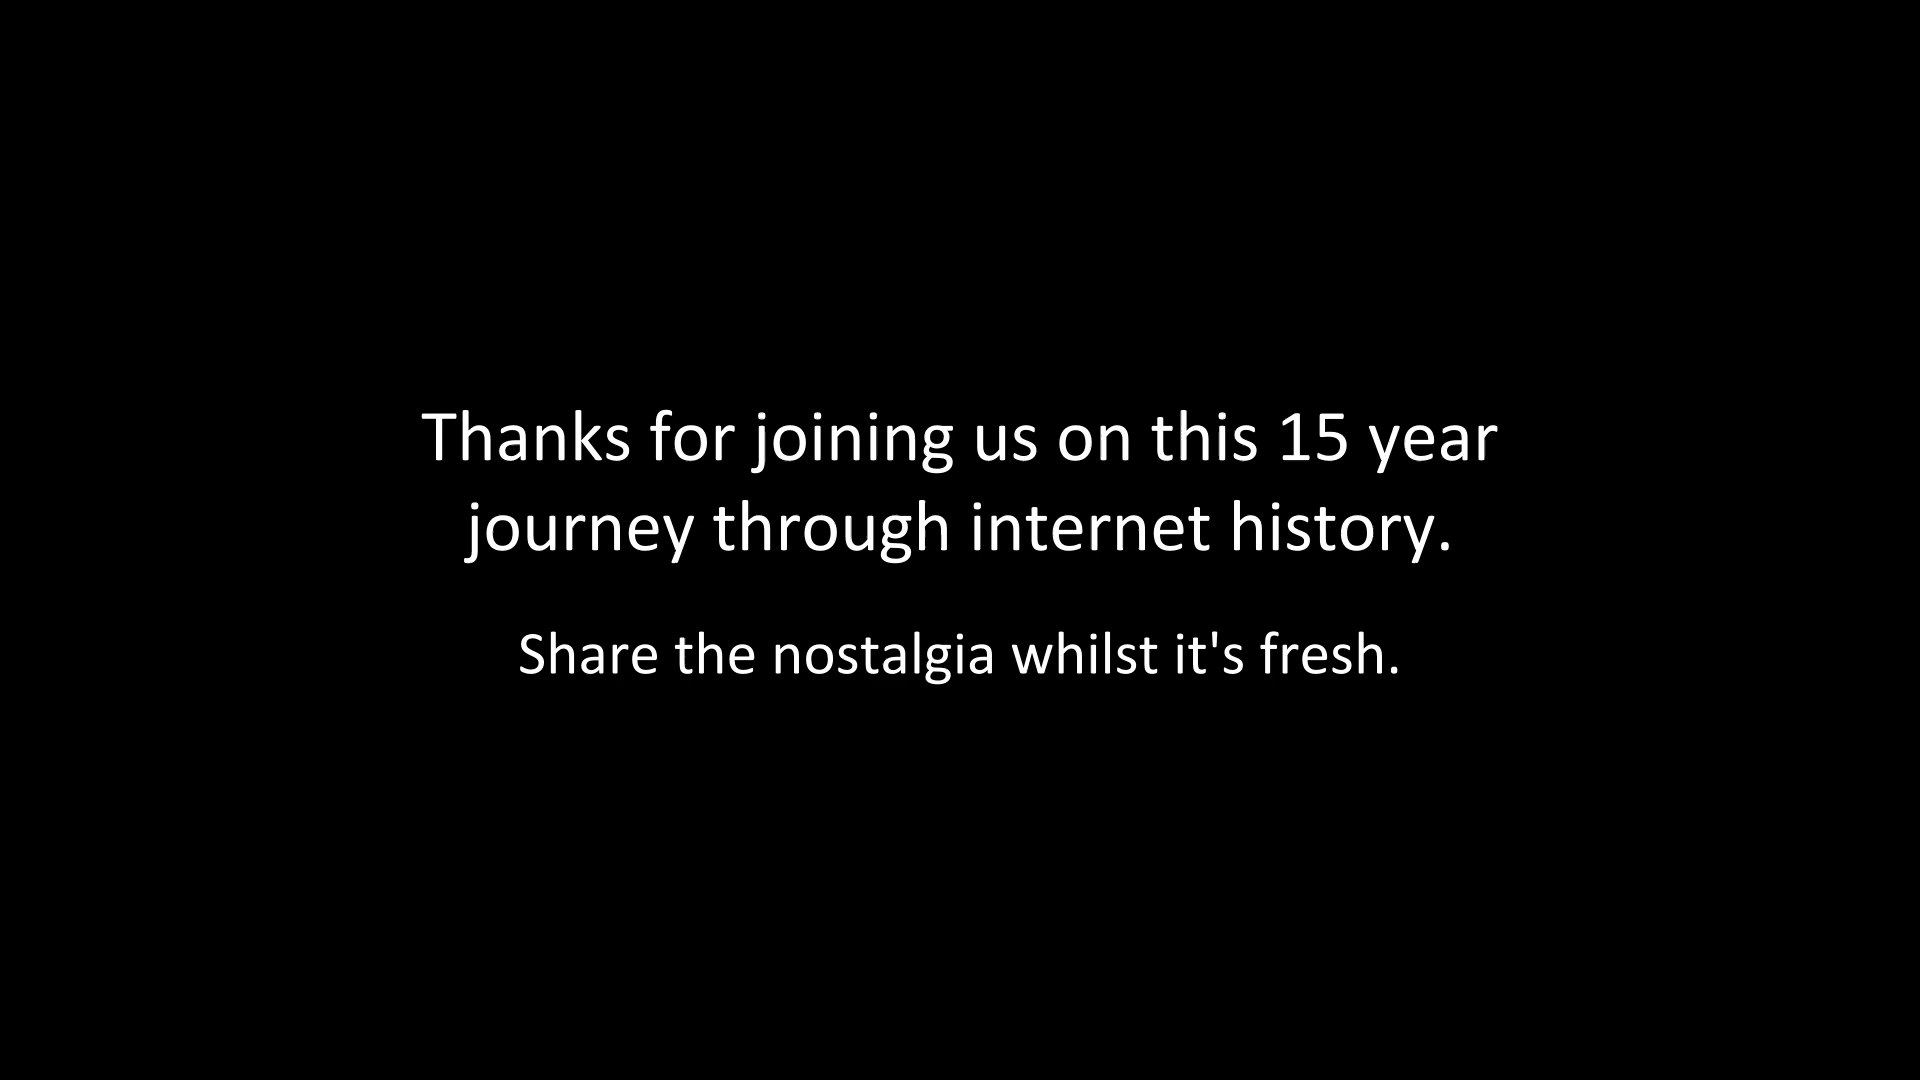 Thanks for joining us on this 15 year
journey through internet history.
Share the nostalgia whilst it's fresh.